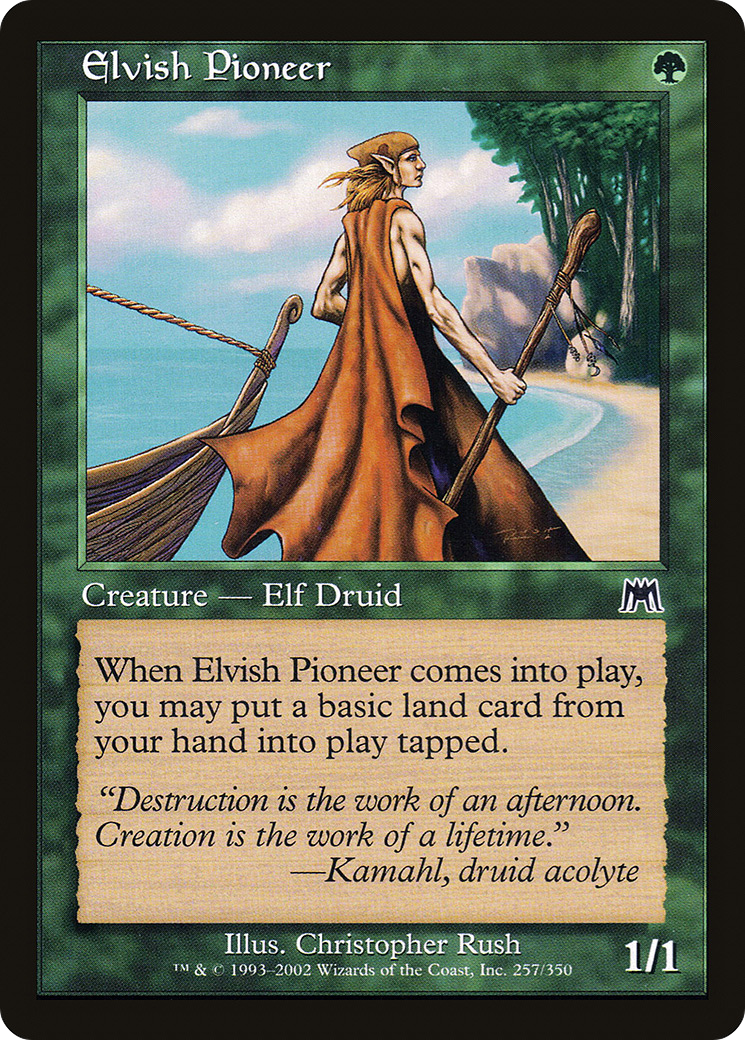 Elvish Pioneer
Creature — Elf Druid
When Elvish Pioneer comes into play,
you may put a basic land card from
your hand into play tapped.
“Destruction is the work of an afternoon.
Creation is the work of a lifetime.”
—Kamahl, druid acolyte
Illus. Christopher Rush
™ & © 1993–2002 Wizards of the Coast, Inc. 257/350
1/1